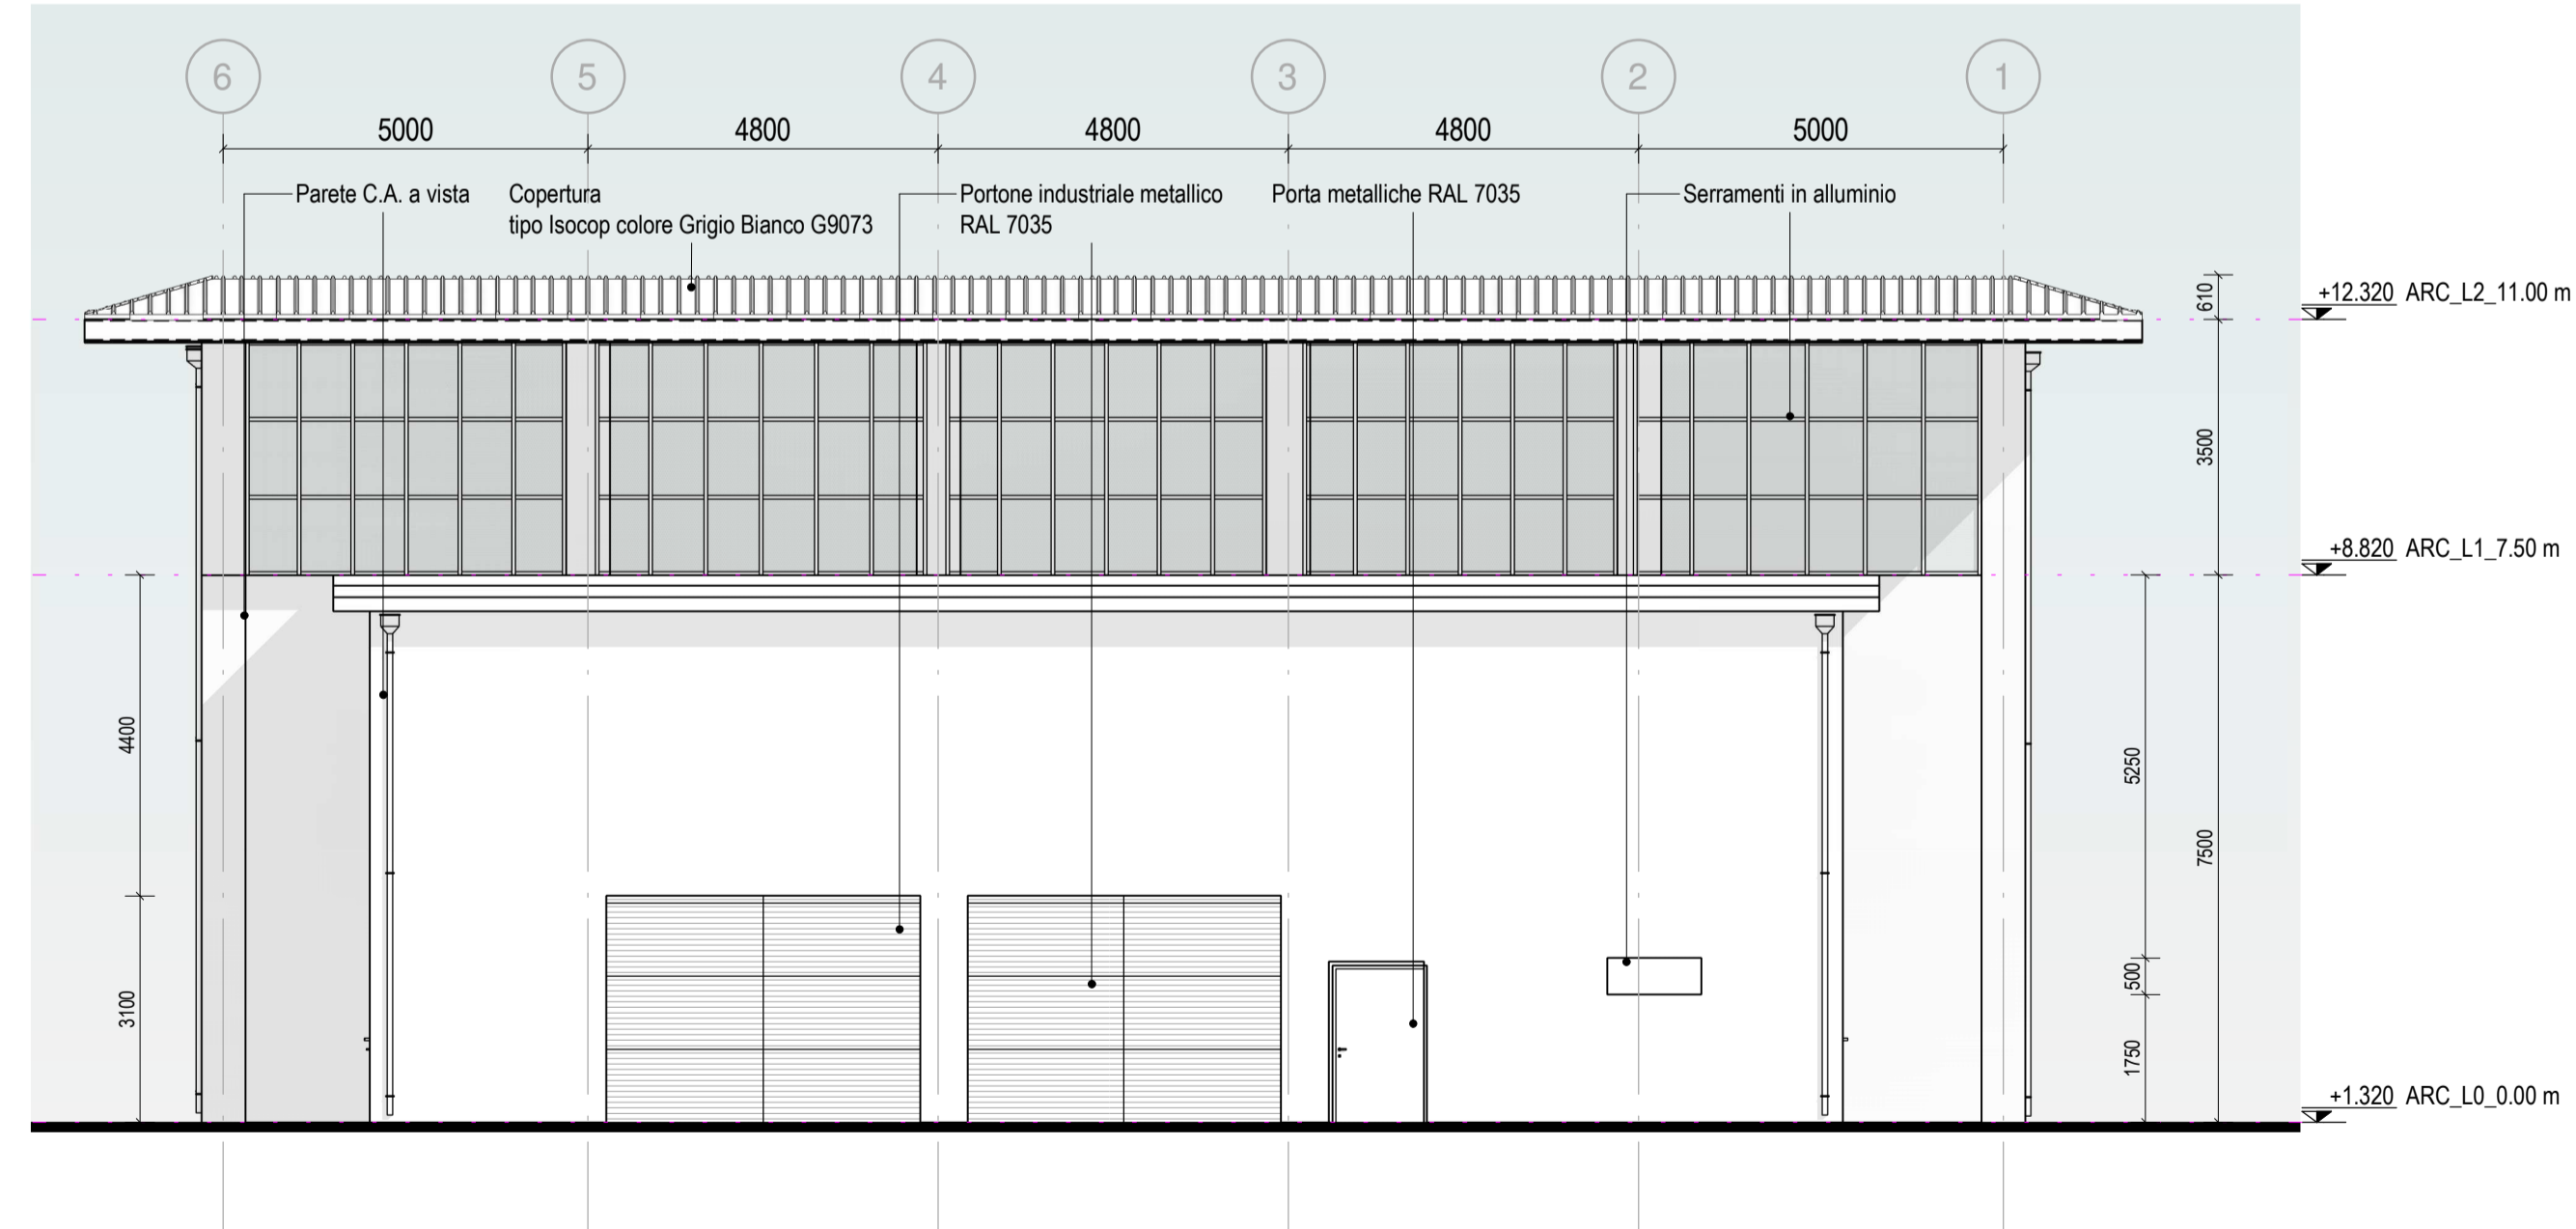 6 5 4 3 2 1
5000 4800 4800 4800 5000
Parete C.A. a vista
Copertura
tipo Isocop colore Grigio Bianco G9073
Portone industriale metallico
RAL 7035
Porta metalliche RAL 7035
Serramenti in alluminio
610
+12.320 ARC_L2_11.00 m
3500
+8.820 ARC_L1_7.50 m
4400
3100
5250
500
1750
7500
+1.320 ARC_L0_0.00 m